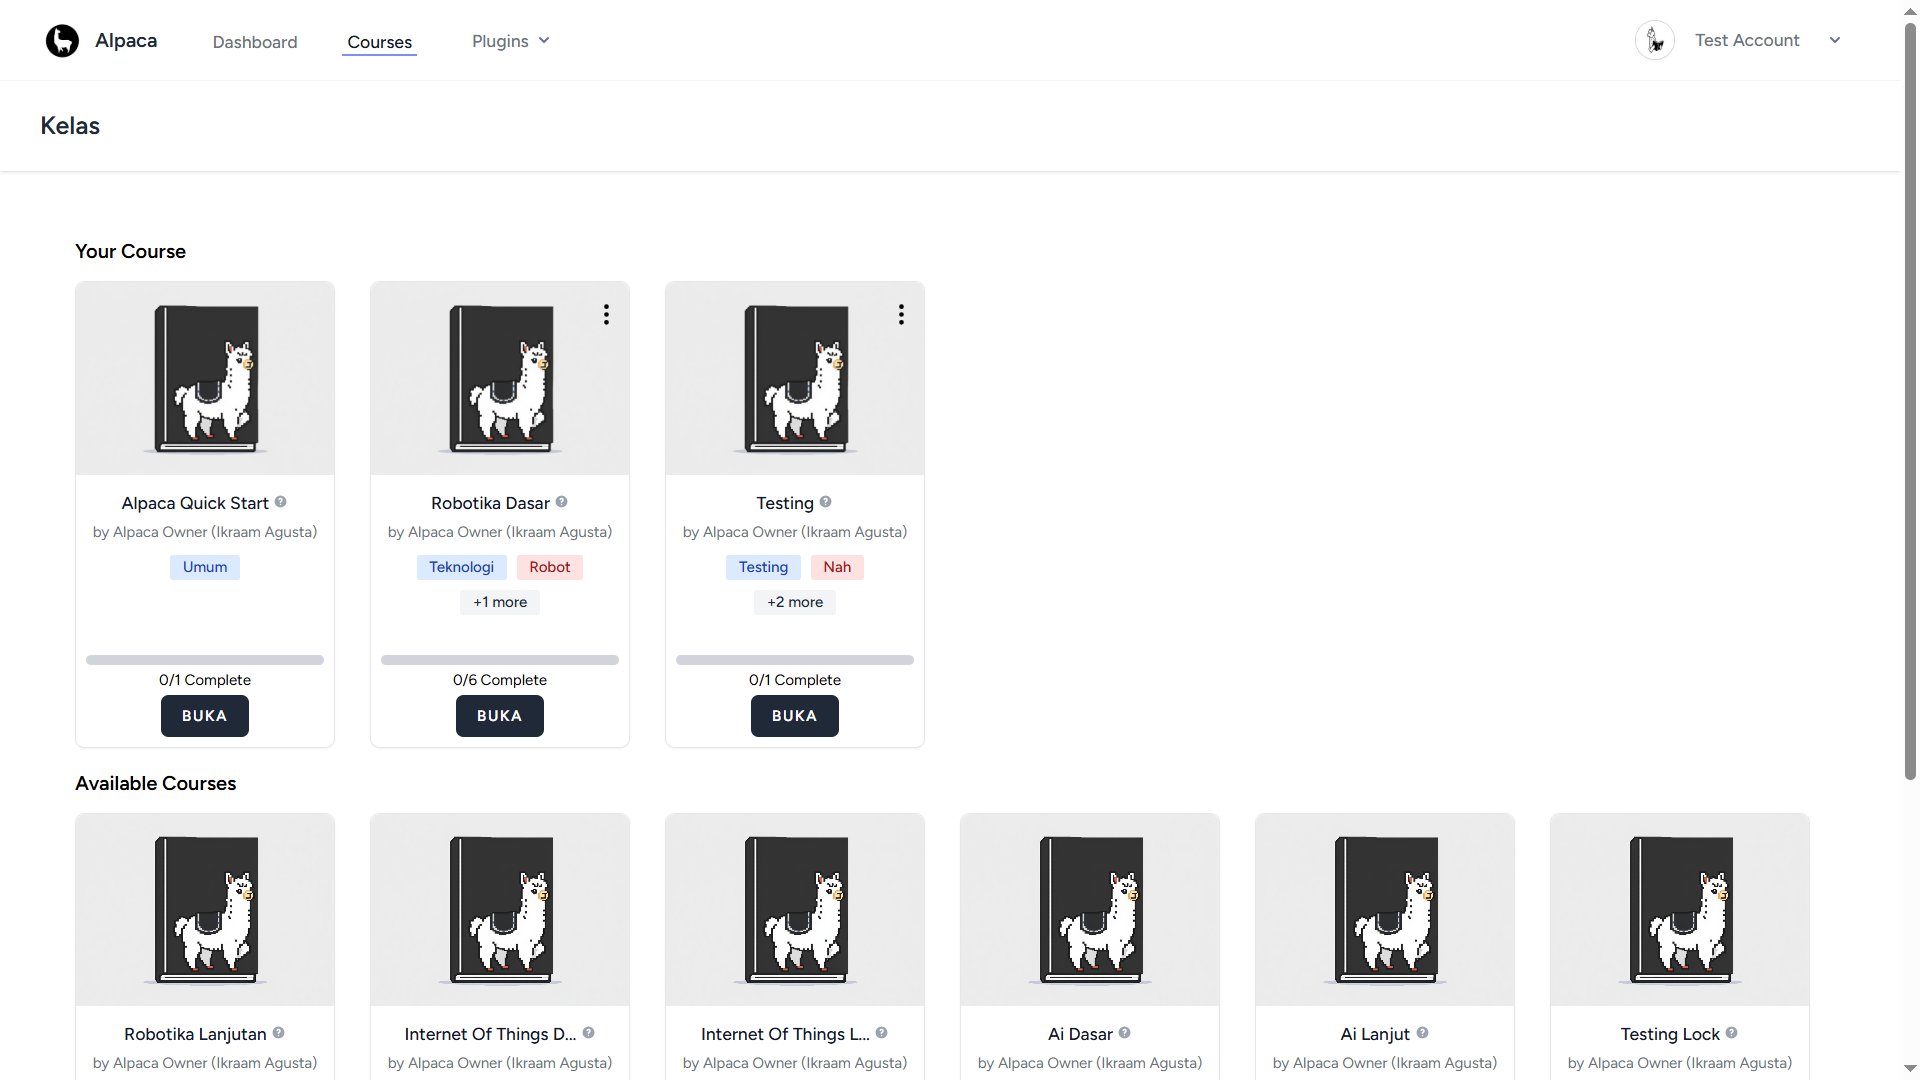 Alpaca Dashboard Courses Plugins Test Account
Kelas
Your Course
Alpaca Quick Start
by Alpaca Owner (Ikraam Agusta)
Umum
0/1 Complete
BUKA
Robotika Dasar
by Alpaca Owner (Ikraam Agusta)
Teknologi Robot
+1 more
0/6 Complete
BUKA
Testing
by Alpaca Owner (Ikraam Agusta)
Testing Nah
+2 more
0/1 Complete
BUKA
Available Courses
Robotika Lanjutan
by Alpaca Owner (Ikraam Agusta)
Internet Of Things D...
by Alpaca Owner (Ikraam Agusta)
Internet Of Things L...
by Alpaca Owner (Ikraam Agusta)
Ai Dasar
by Alpaca Owner (Ikraam Agusta)
Ai Lanjut
by Alpaca Owner (Ikraam Agusta)
Testing Lock
by Alpaca Owner (Ikraam Agusta)